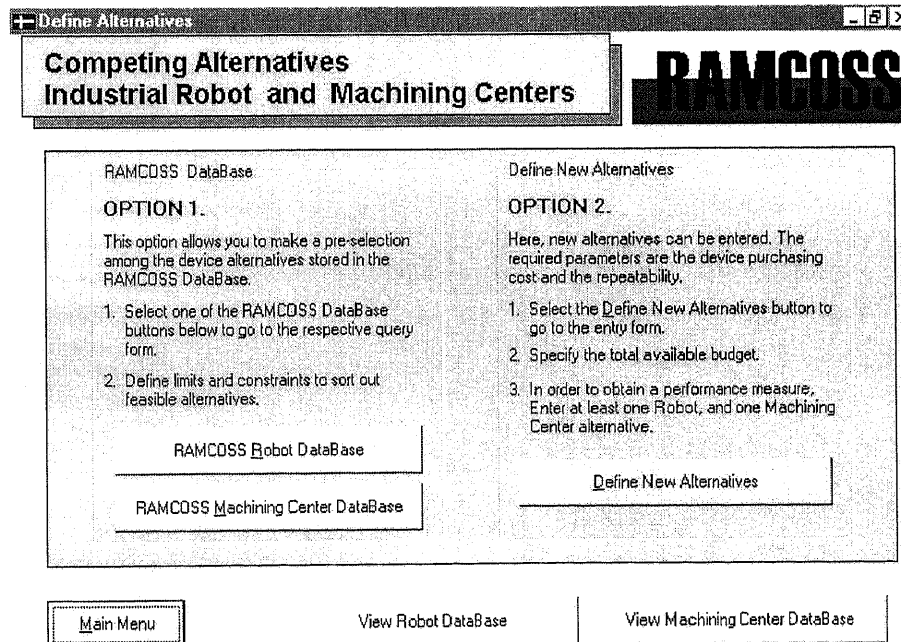 Define Alternatives
Competing Alternatives
Industrial Robot and Machining Centers
RAMCOSS
RAMCOSS DataBase
OPTION 1.
This option allows you to make a pre-selection
among the device alternatives stored in the
RAMCOSS DataBase.
1. Select one of the RAMCOSS DataBase
buttons below to go to the respective query
form.
2. Define limits and constraints to sort out
feasible alternatives.
RAMCOSS Robot DataBase
RAMCOSS Machining Center DataBase
Define New Alternatives
OPTION 2.
Here, new alternatives can be entered. The
required parameters are the device purchasing
cost and the repeatability.
1. Select the Define New Alternatives button to
go to the entry form.
2. Specify the total available budget.
3. In order to obtain a performance measure,
Enter at least one Robot, and one Machining
Center alternative.
Define New Alternatives
Main Menu
View Robot DataBase
View Machining Center DataBase